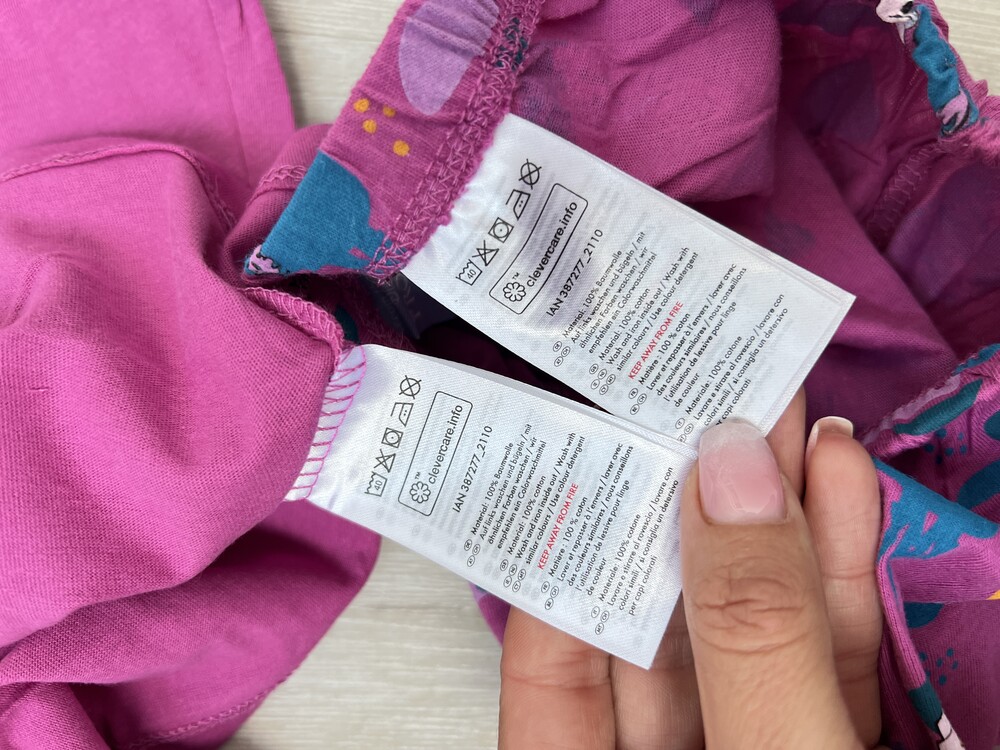 40
clevercare.info
IAN 387277_2110
Material: 100% Baumwolle
Auf links waschen und bügeln / mit
ähnlichen Farben waschen / wir
empfehlen ein Colorwaschmittel
Material: 100% cotton
Wash and iron inside out / Wash with
similar colours / Use colour detergent
KEEP AWAY FROM FIRE
Matière : 100 % coton
Laver et repasser à l'envers / laver avec
des couleurs similaires / nous conseillons
l'utilisation de lessive pour linge
de couleur
Materiale: 100% cotone
Lavare e stirare al rovescio / lavare con
colori simili / si consiglia un detersivo
capi colorati
40
clevercare.info
IAN 387277_2110
Material: 100% Baumwolle
Auf links waschen und bügeln / mit
ähnlichen Farben waschen / wir
empfehlen ein Colorwaschmittel
Material: 100% cotton
Wash and iron inside out / Wash with
similar colours / Use colour detergent
KEEP AWAY FROM FIRE
Matière : 100 % coton
Laver et repasser à l'envers / laver avec
des couleurs similaires / nous conseillons
l'utilisation de lessive pour linge
de couleur
Materiale: 100% cotone
Lavare e stirare al rovescio / lavare con
colori simili / si consiglia un detersivo
per capi colorati